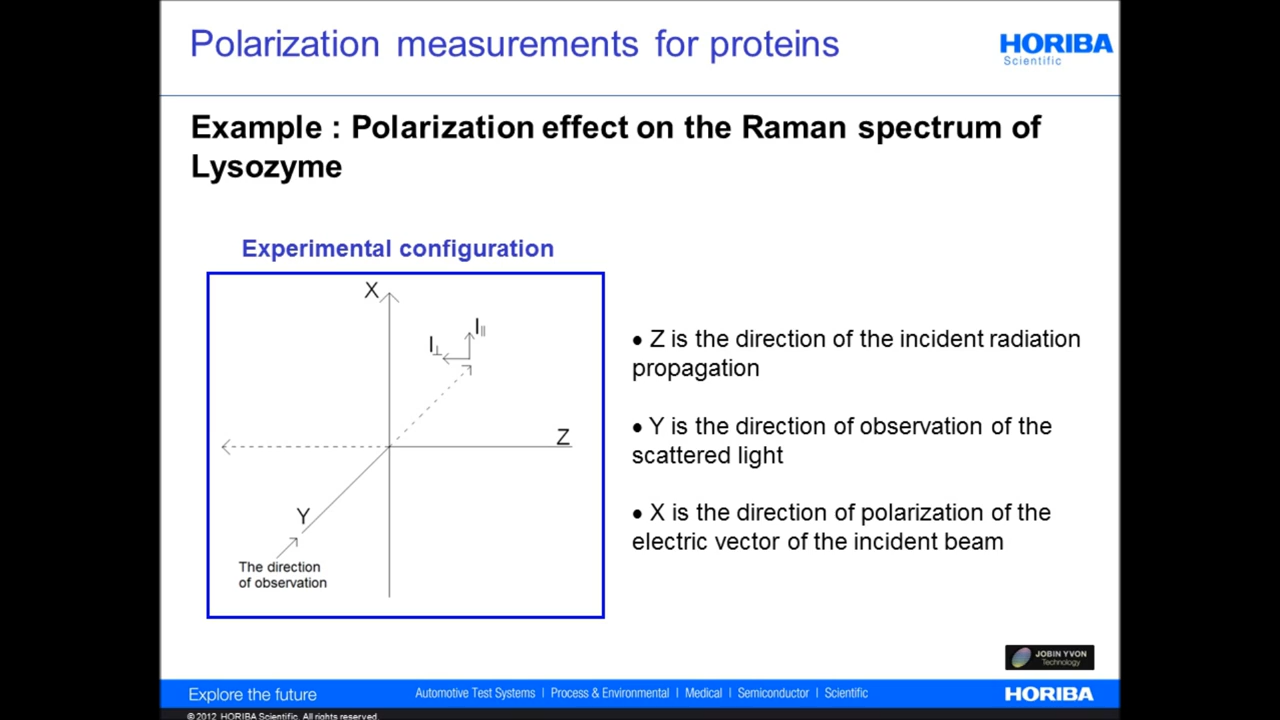 Polarization measurements for proteins
HORIBA
Scientific
Example : Polarization effect on the Raman spectrum of
Lysozyme
Experimental configuration
X
I∥
I⊥
Z
Y
The direction
of observation
• Z is the direction of the incident radiation
propagation
• Y is the direction of observation of the
scattered light
• X is the direction of polarization of the
electric vector of the incident beam
JOBIN YVON
Technology
Explore the future
Automotive Test Systems | Process & Environmental | Medical | Semiconductor | Scientific
HORIBA
© 2012 HORIBA Scientific. All rights reserved.